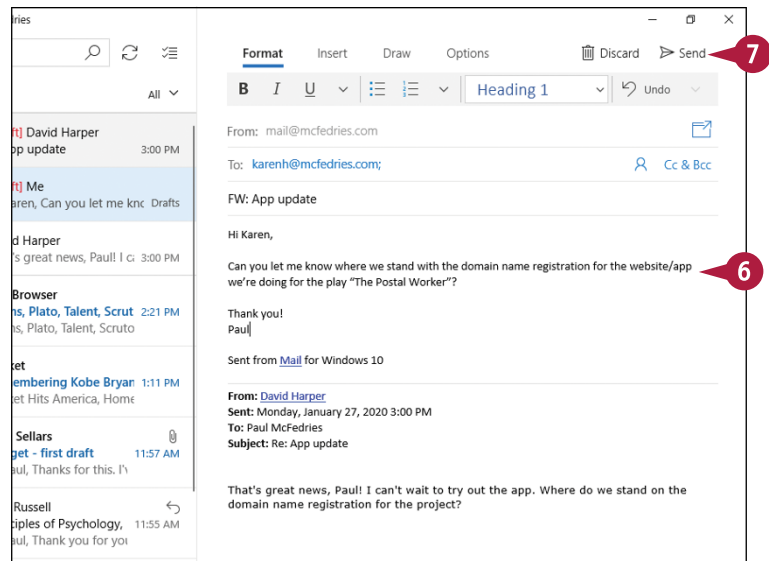 ries
All
ft] David Harper
pp update 3:00 PM
ft] Me
aren, Can you let me knc Drafts
d Harper
's great news, Paul! I ca 3:00 PM
Browser
ns, Plato, Talent, Scrut 2:21 PM
ns, Plato, Talent, Scruto
ket
embering Kobe Bryan 1:11 PM
ket Hits America, Home
Sellars
get - first draft 11:57 AM
aul, Thanks for this. I'v
Russell
ciples of Psychology, 11:55 AM
aul, Thank you for you
Format Insert Draw Options Discard Send 7
B I U Heading 1 Undo
From: mail@mcfedries.com
To: karenh@mcfedries.com; Cc & Bcc
FW: App update
Hi Karen,
Can you let me know where we stand with the domain name registration for the website/app 6
we're doing for the play “The Postal Worker”?
Thank you!
Paul
Sent from Mail for Windows 10
From: David Harper
Sent: Monday, January 27, 2020 3:00 PM
To: Paul McFedries
Subject: Re: App update
That's great news, Paul! I can't wait to try out the app. Where do we stand on the
domain name registration for the project?